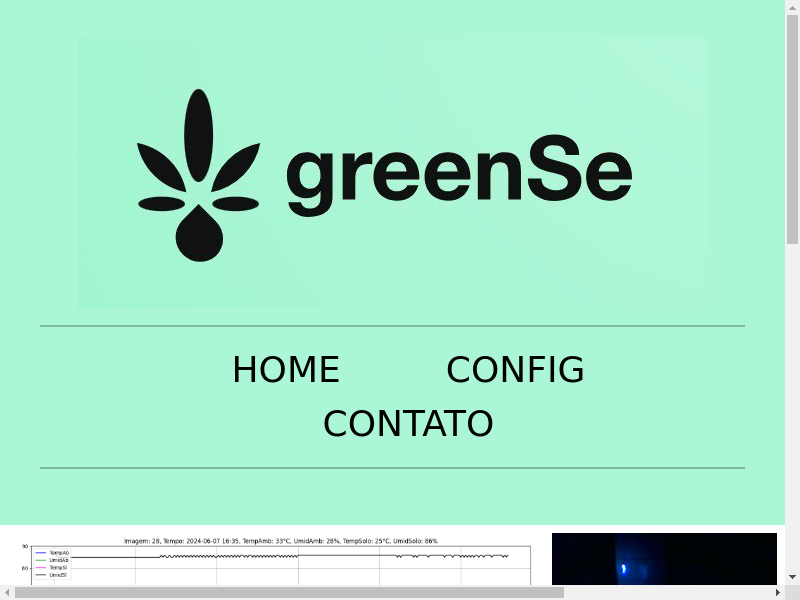 greenSe
HOME CONFIG
CONTATO
Imagem: 28, Tempo: 2024-06-07 16:35, TempAmb: 33°C, UmidAmb: 28%, TempSolo: 25°C, UmidSolo: 86%
90
TempAb
UmidAb
TempSl
UmidSl
80